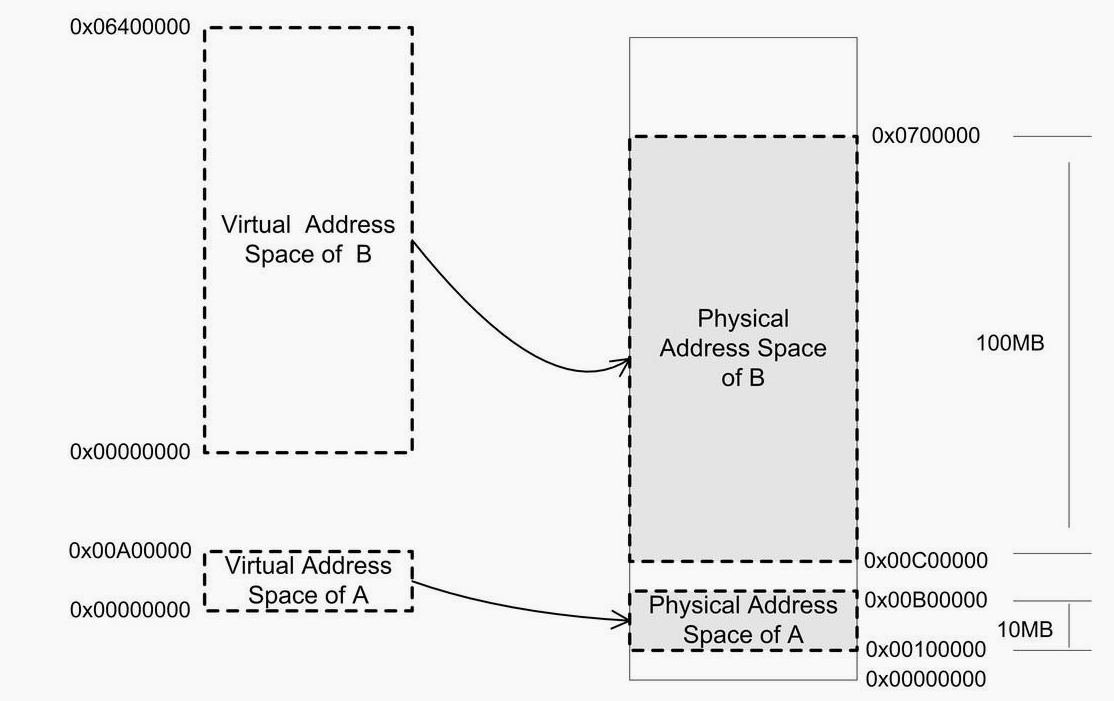 0x06400000
Virtual Address
Space of B
0x00000000
0x00A00000
Virtual Address
Space of A
0x00000000
0x0700000
Physical
Address Space
of B
100MB
0x00C00000
0x00B00000
Physical Address
Space of A
10MB
0x00100000
0x00000000